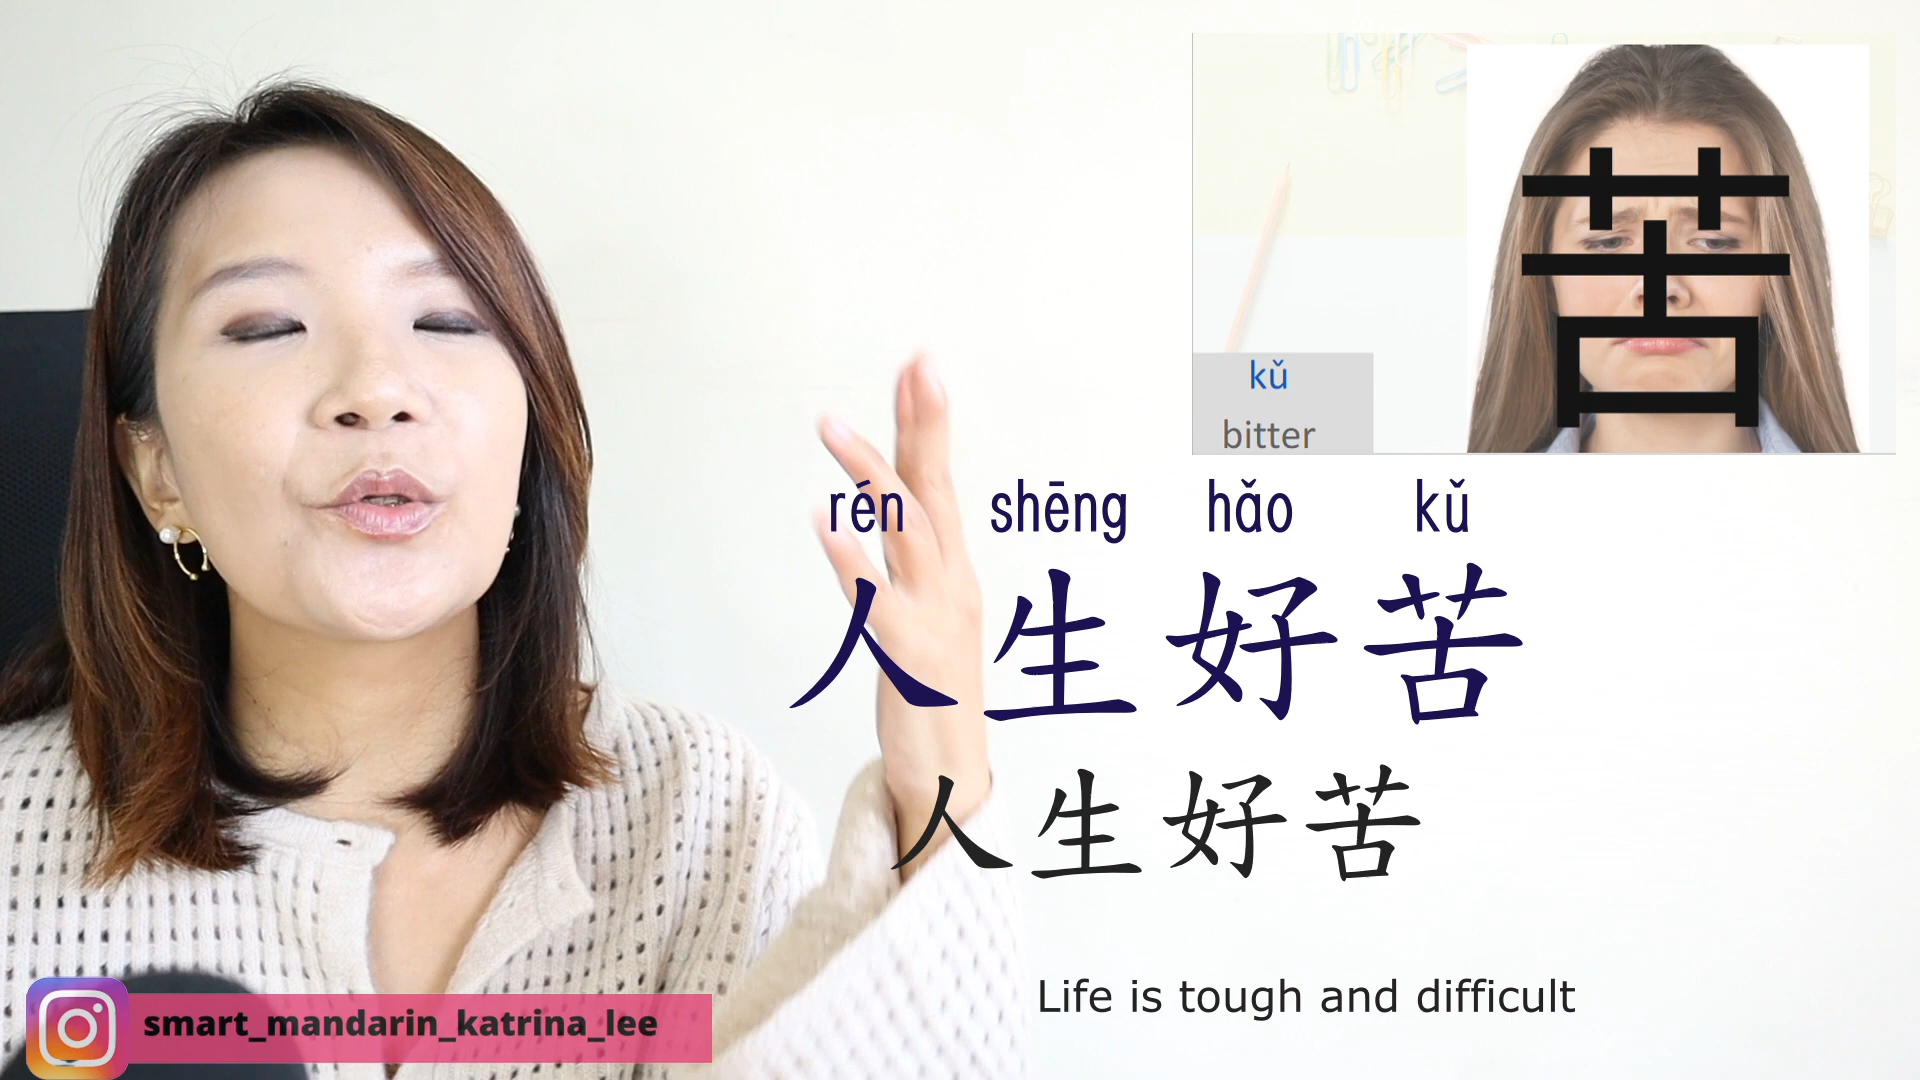 苦
kǔ
bitter
rén shēng hǎo kǔ
人生好苦
人生好苦
Life is tough and difficult
smart_mandarin_katrina_lee